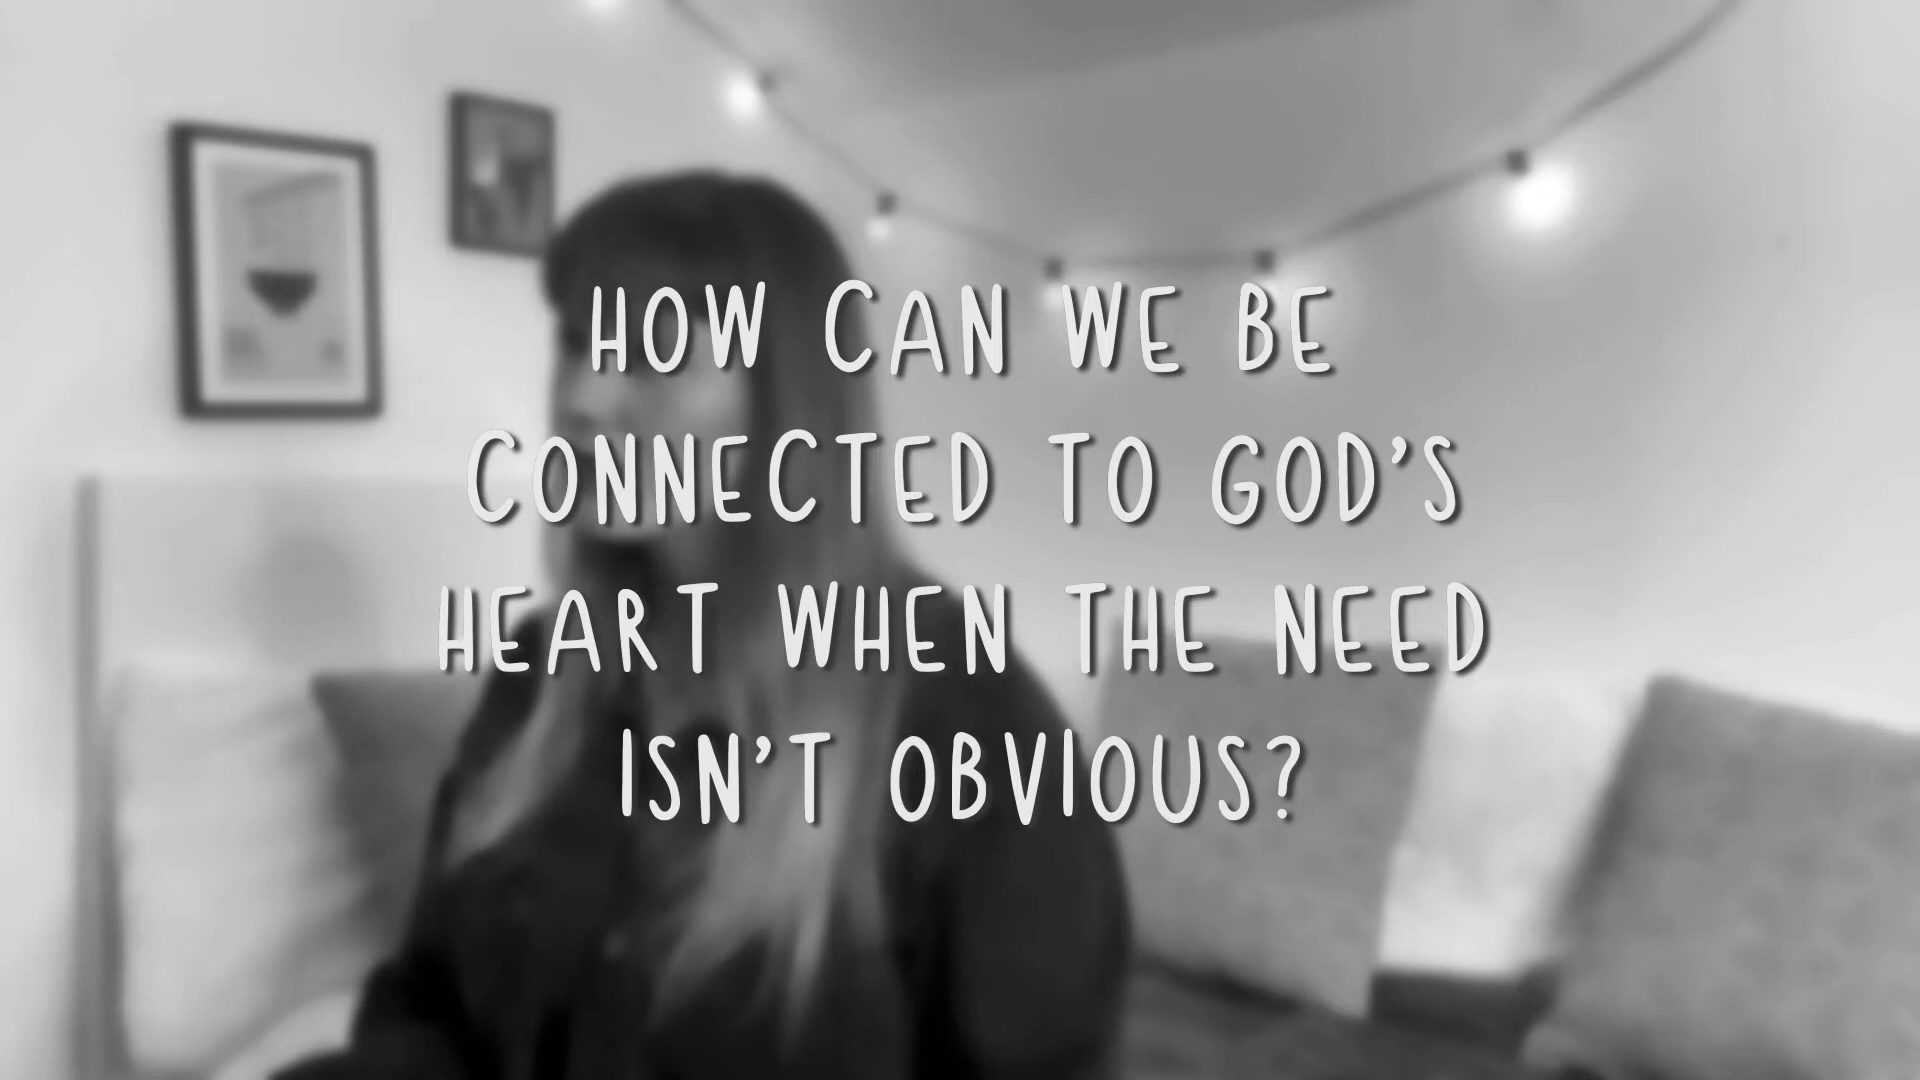 HOW CAN WE BE
CONNECTED TO GOD'S
HEART WHEN THE NEED
ISN'T OBVIOUS?